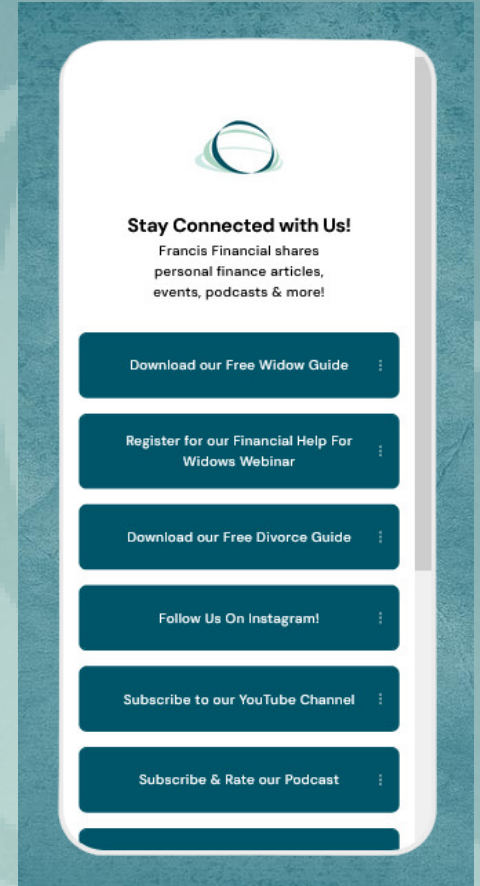 Stay Connected with Us!
Francis Financial shares
personal finance articles,
events, podcasts & more!
Download our Free Widow Guide
Register for our Financial Help For
Widows Webinar
Download our Free Divorce Guide
Follow Us On Instagram!
Subscribe to our YouTube Channel
Subscribe & Rate our Podcast